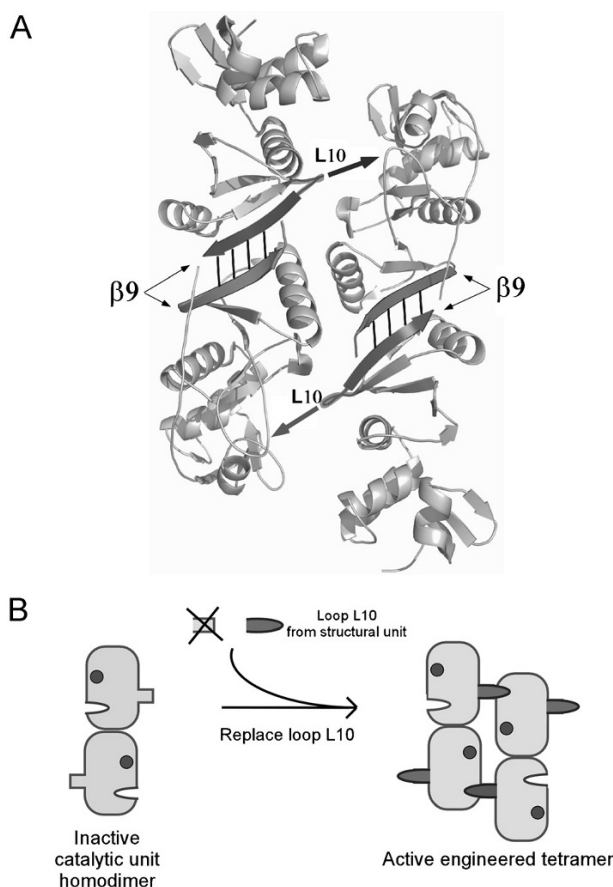 A
L10
β9
β9
L10
B
Loop L10
from structural unit
Replace loop L10
Inactive
catalytic unit
homodimer
Active engineered tetramer